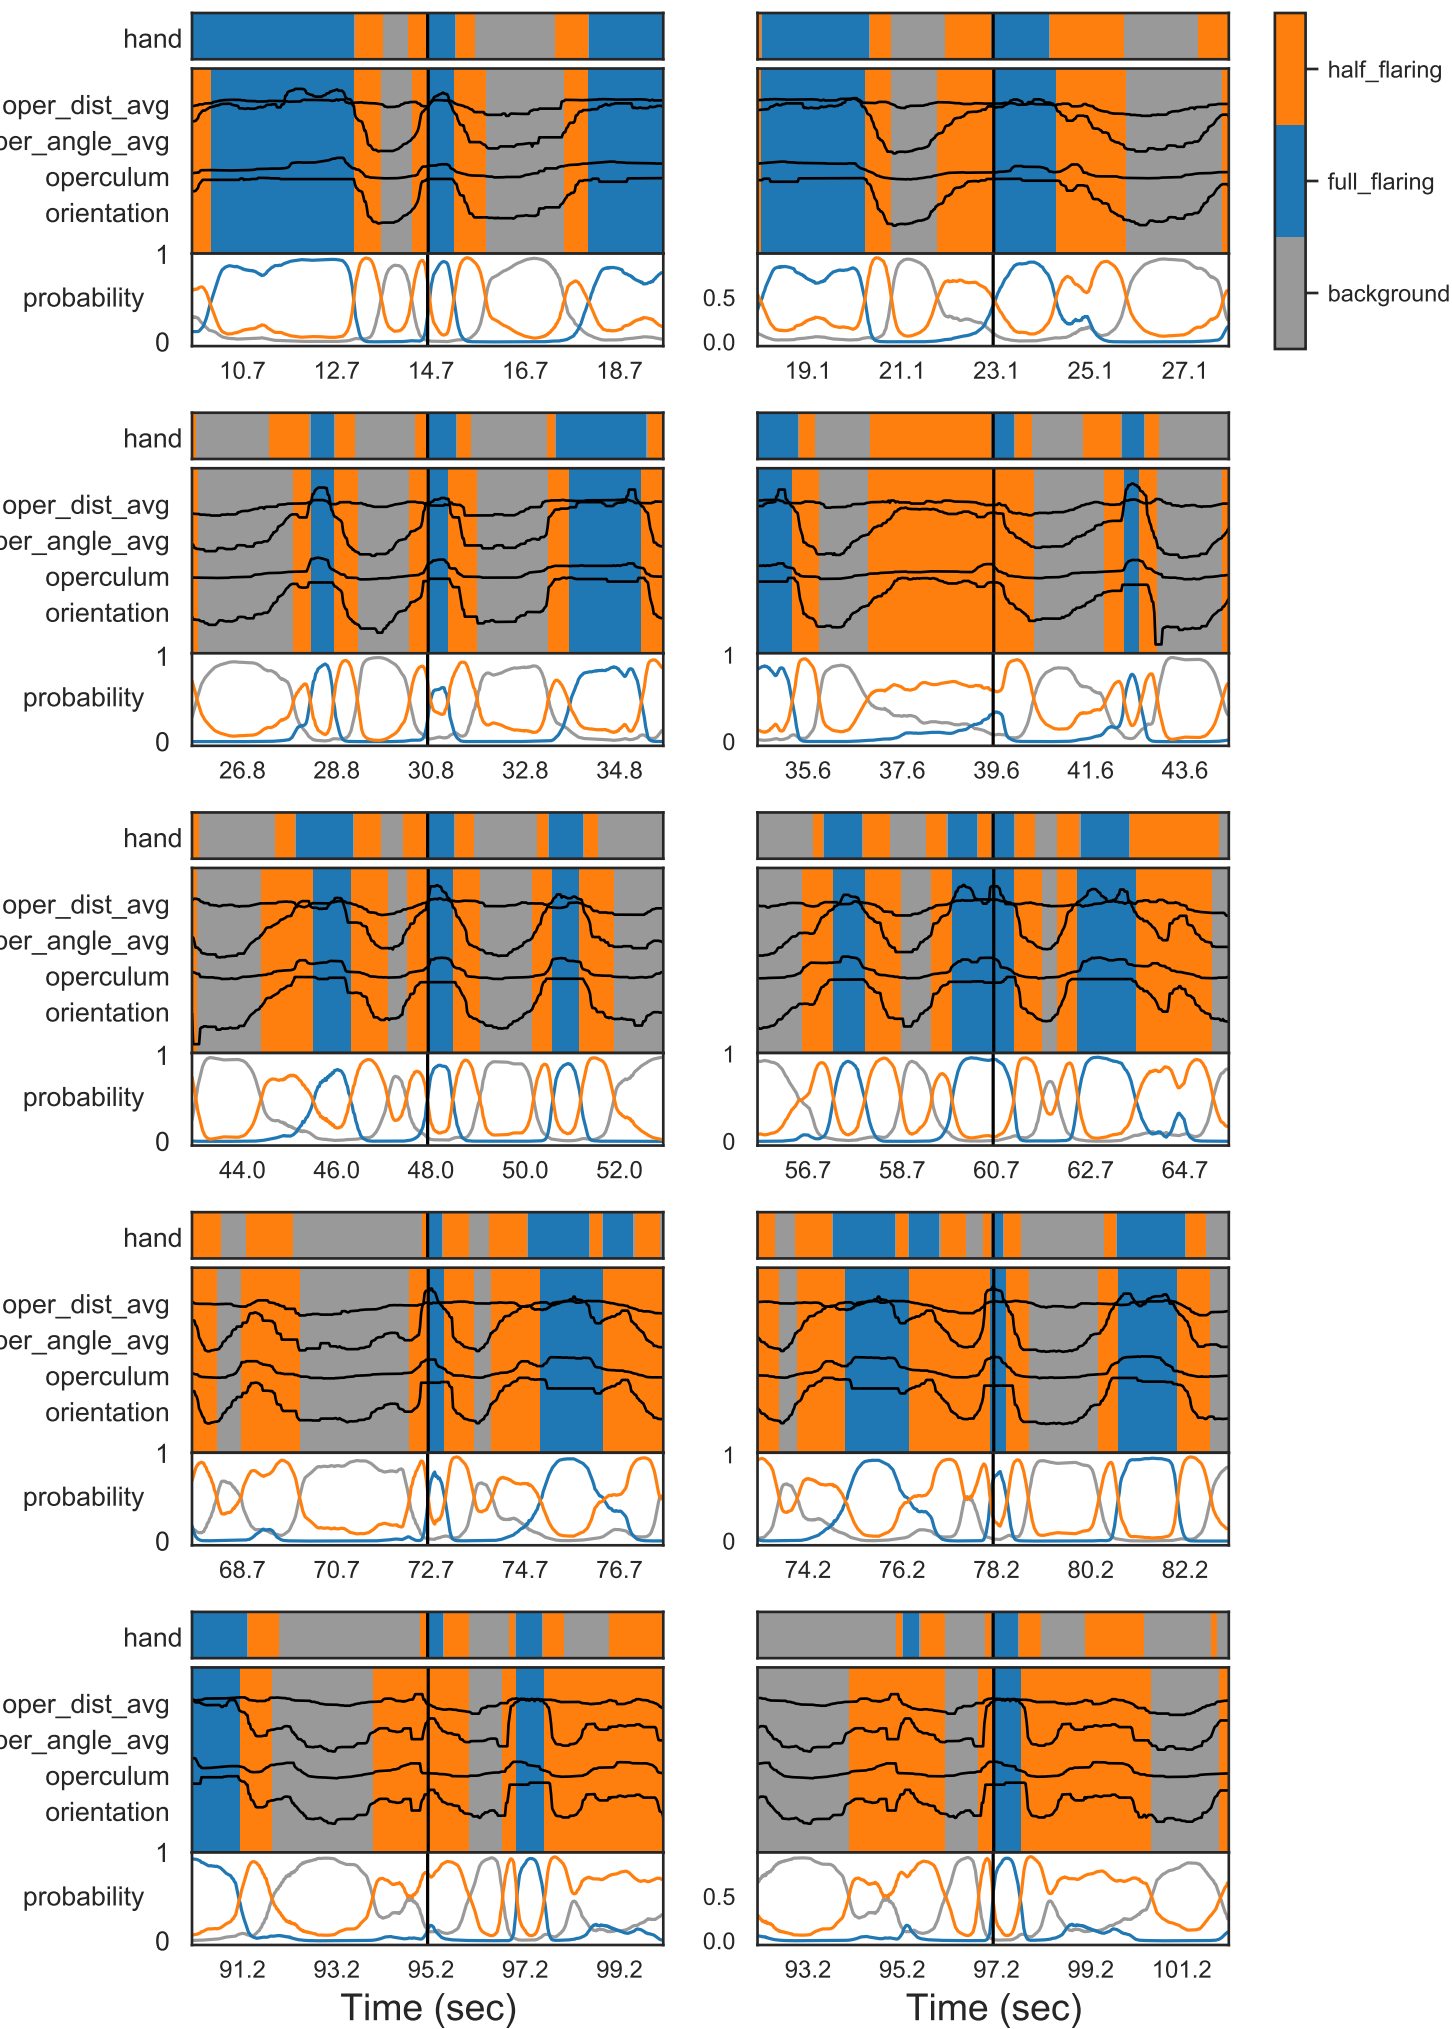 hand
oper_dist_avg
per_angle_avg
operculum
orientation
1
probability
0
10.7 12.7 14.7 16.7 18.7
0.5
0.0
19.1 21.1 23.1 25.1 27.1
half_flaring
full_flaring
background
hand
oper_dist_avg
per_angle_avg
operculum
orientation
1
probability
0
26.8 28.8 30.8 32.8 34.8
1
0
35.6 37.6 39.6 41.6 43.6
hand
oper_dist_avg
per_angle_avg
operculum
orientation
1
probability
0
44.0 46.0 48.0 50.0 52.0
1
0
56.7 58.7 60.7 62.7 64.7
hand
oper_dist_avg
per_angle_avg
operculum
orientation
1
probability
0
68.7 70.7 72.7 74.7 76.7
1
0
74.2 76.2 78.2 80.2 82.2
hand
oper_dist_avg
per_angle_avg
operculum
orientation
1
probability
0
91.2 93.2 95.2 97.2 99.2
Time (sec)
0.5
0.0
93.2 95.2 97.2 99.2 101.2
Time (sec)